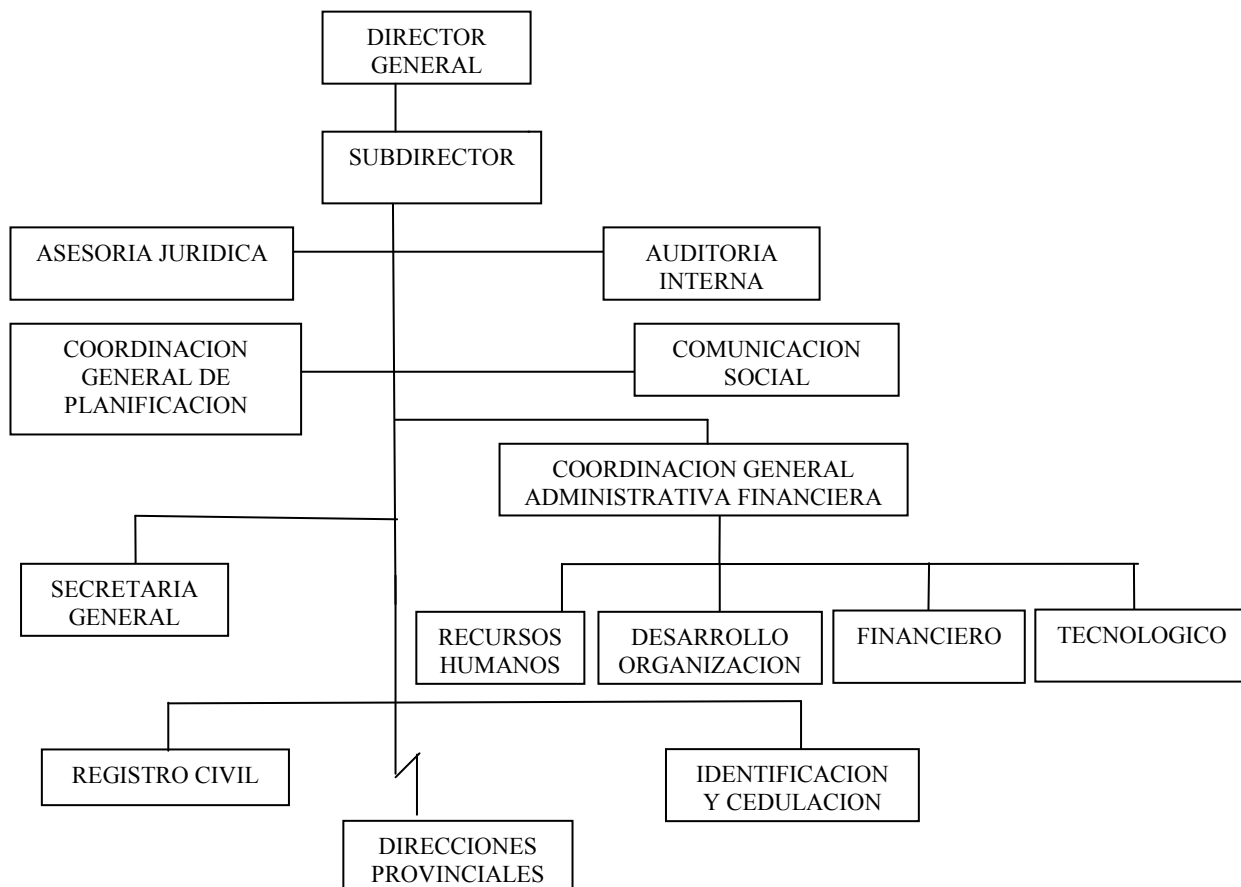 DIRECTOR
GENERAL
SUBDIRECTOR
ASESORIA JURIDICA
AUDITORIA
INTERNA
COORDINACION
GENERAL DE
PLANIFICACION
COMUNICACION
SOCIAL
COORDINACION GENERAL
ADMINISTRATIVA FINANCIERA
SECRETARIA
GENERAL
RECURSOS
HUMANOS
DESARROLLO
ORGANIZACION
FINANCIERO
TECNOLOGICO
REGISTRO CIVIL
IDENTIFICACION
Y CEDULACION
DIRECCIONES
PROVINCIALES